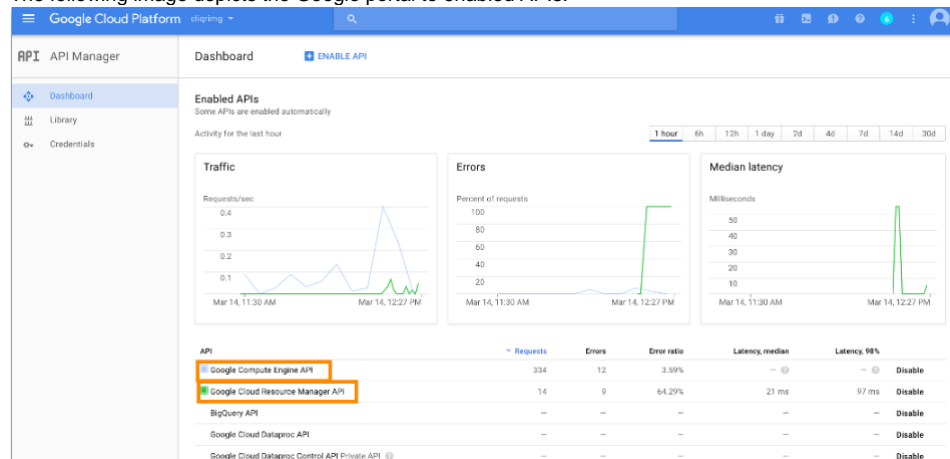 The following image depicts the Google portal to enabled APIs.
Google Cloud Platform cliqrimg
6
API API Manager Dashboard ENABLE API
Dashboard
Library
Credentials
Enabled APIs
Some APIs are enabled automatically
Activity for the last hour 1 hour 6h 12h 1 day 2d 4d 7d 14d 30d
Traffic
Requests/sec
0.4
0.3
0.2
0.1
Mar 14, 11:30 AM Mar 14, 12:27 PM
Errors
Percent of requests
100
80
60
40
20
Mar 14, 11:30 AM Mar 14, 12:27 PM
Median latency
Milliseconds
50
40
30
20
10
Mar 14, 11:30 AM Mar 14, 12:27 PM
API Requests Errors Error ratio Latency, median Latency, 98%
Google Compute Engine API 334 12 3.59% – – Disable
Google Cloud Resource Manager API 14 9 64.29% 21 ms 97 ms Disable
BigQuery API – – – – – Disable
Google Cloud Dataproc API – – – – – Disable
Google Cloud Dataproc Control API Private API – – – – – Disable